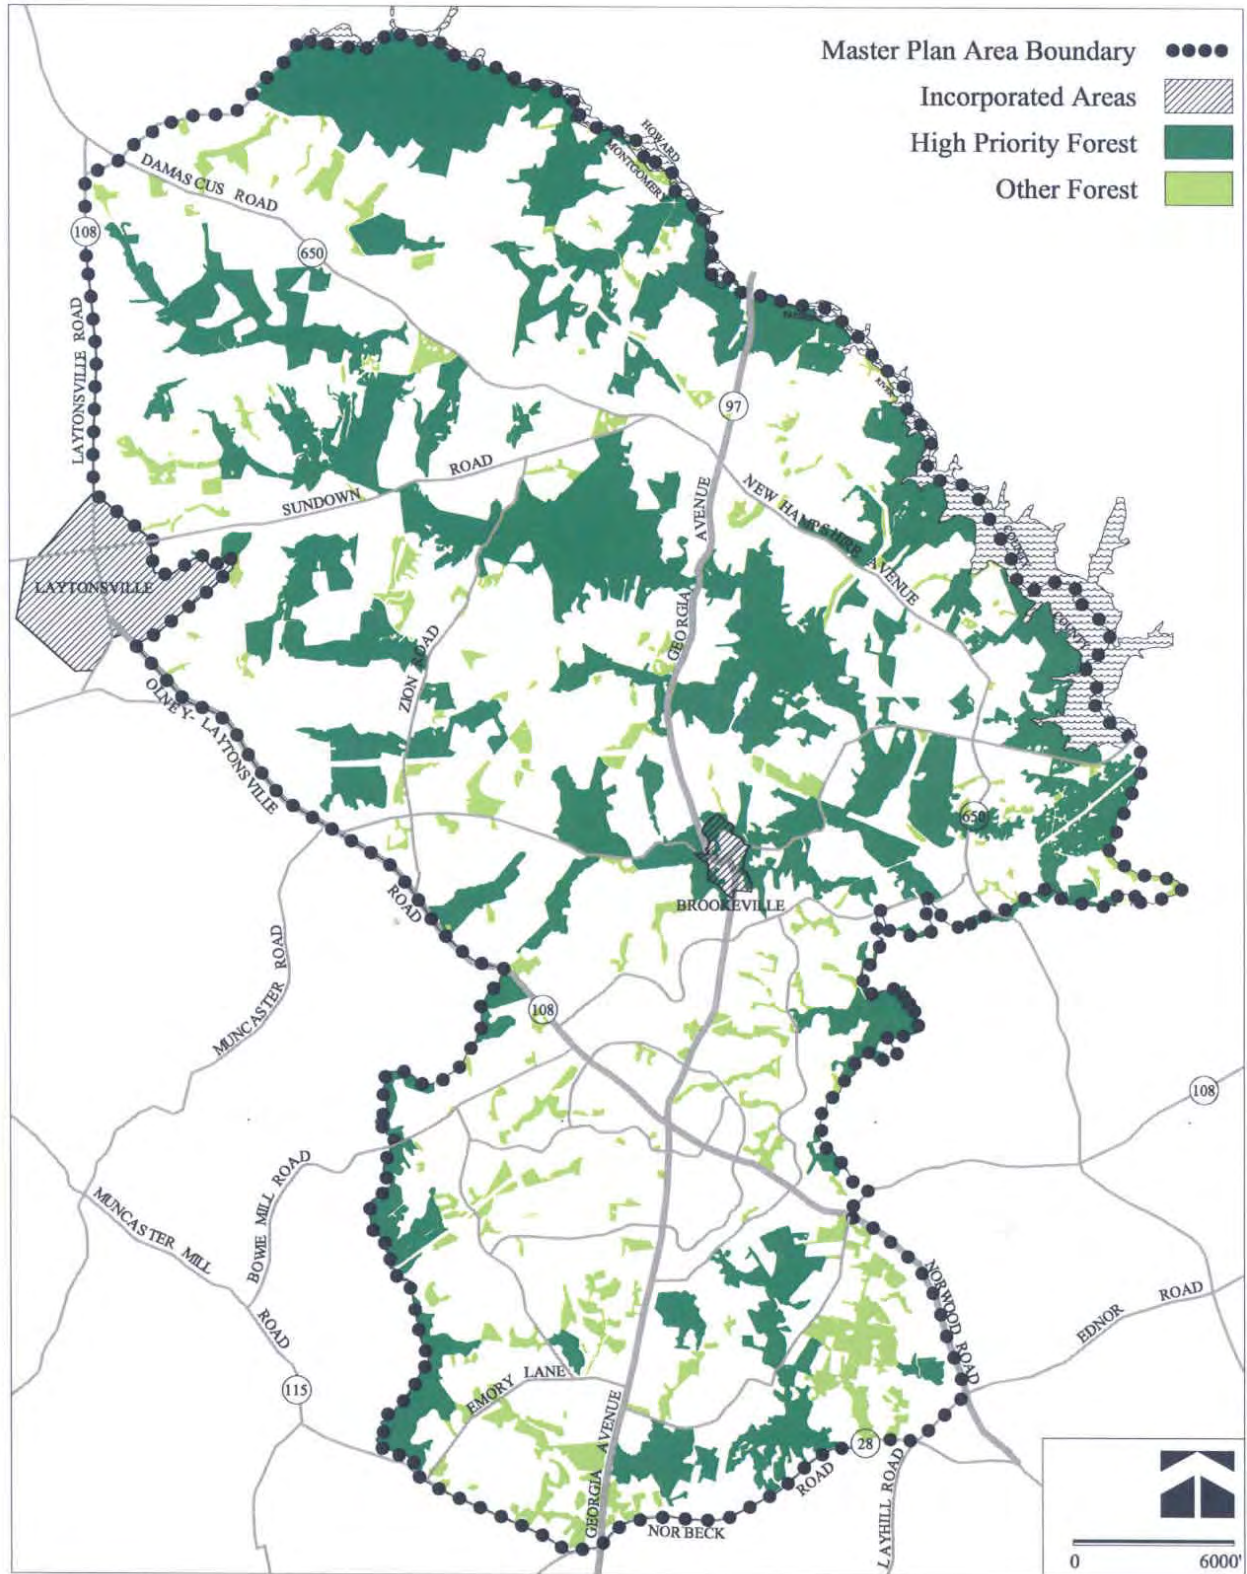 Master Plan Area Boundary
Incorporated Areas
High Priority Forest
Other Forest
HOWARD
MONTGOMERY
DAMASCUS ROAD
108
650
LAYTONSVILLE ROAD
RIVER
97
SUNDOWN ROAD
GEORGIA AVENUE
NEW HAMPSHIRE AVENUE
COUNTY
COUNTY
LAYTONSVILLE
ZION ROAD
OLNEY-LAYTONSVILLE ROAD
650
BROOKEVILLE
MUNCASTER ROAD
108
108
BOWIE MILL ROAD
MUNCASTER MILL ROAD
NORWOOD ROAD
EDNOR ROAD
115
EMORY LANE
GEORGIA AVENUE
28
NORBECK ROAD
LAYHILL ROAD
0 6000'